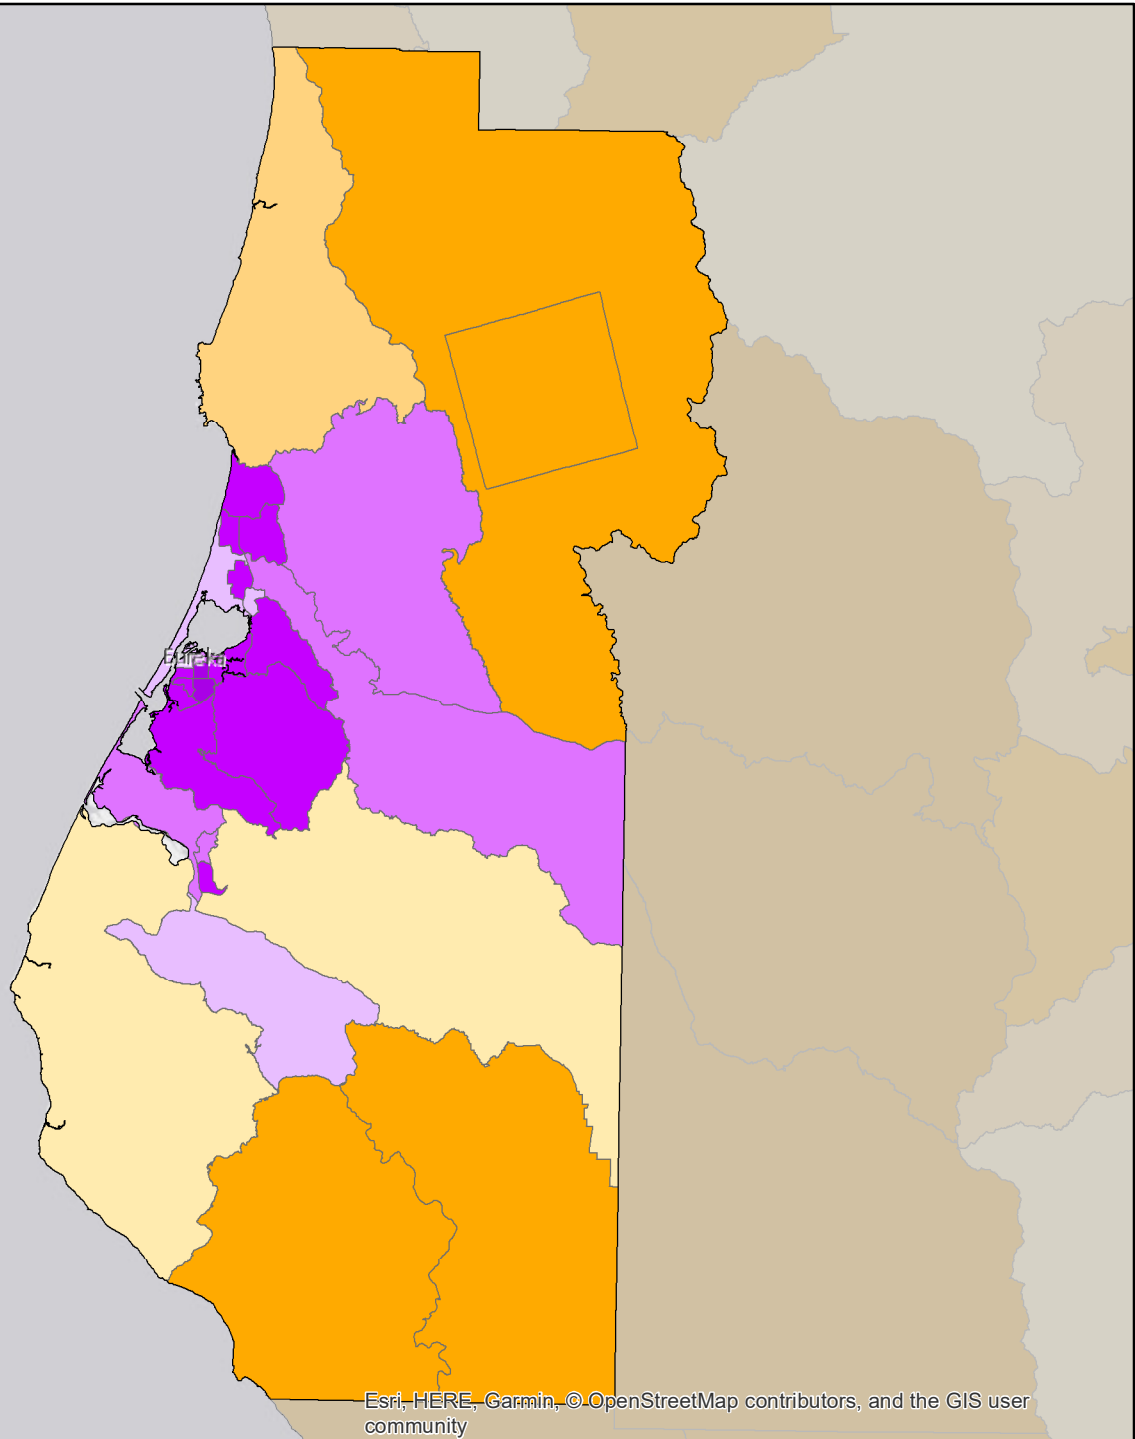 Eureka
Esri, HERE, Garmin, © OpenStreetMap contributors, and the GIS user
community